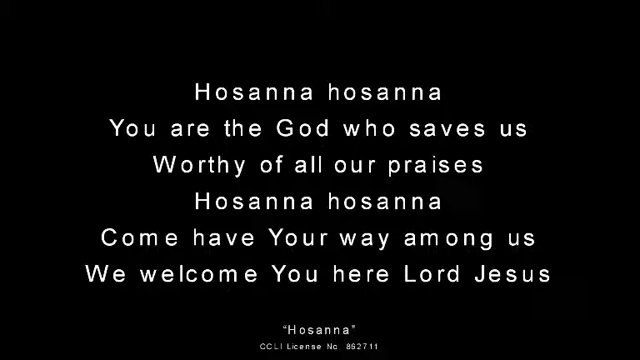 Hosanna hosanna
You are the God who saves us
Worthy of all our praises
Hosanna hosanna
Come have Your way among us
We welcome You here Lord Jesus
“Hosanna”
CCLI License No. 862711